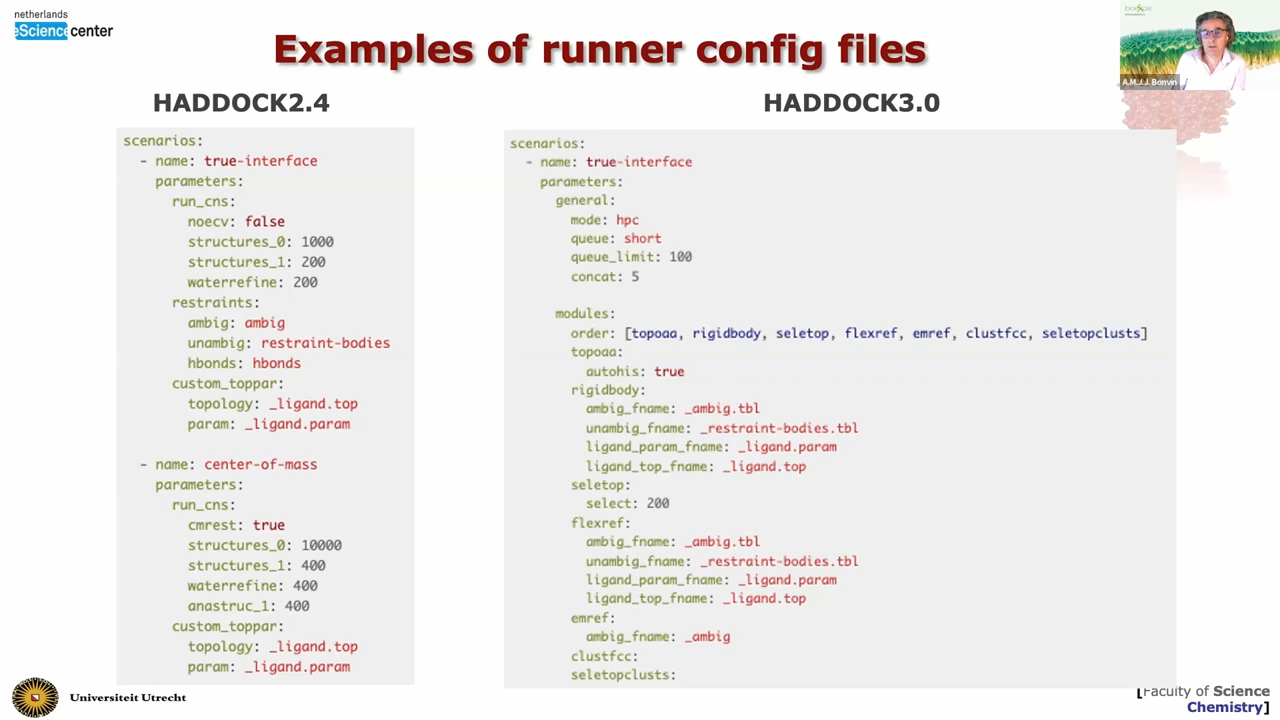 netherlands
eScience center
Examples of runner config files
A.M.J.J. Bonvin
HADDOCK2.4
scenarios:
- name: true-interface
parameters:
run_cns:
noecv: false
structures_0: 1000
structures_1: 200
waterrefine: 200
restraints:
ambig: ambig
unambig: restraint-bodies
hbonds: hbonds
custom_toppar:
topology: _ligand.top
param: _ligand.param
- name: center-of-mass
parameters:
run_cns:
cmrest: true
structures_0: 10000
structures_1: 400
waterrefine: 400
anastruc_1: 400
custom_toppar:
topology: _ligand.top
param: _ligand.param
HADDOCK3.0
scenarios:
- name: true-interface
parameters:
general:
mode: hpc
queue: short
queue_limit: 100
concat: 5
modules:
order: [topoaa, rigidbody, seletop, flexref, emref, clustfcc, seletopclusts]
topoaa:
autohis: true
rigidbody:
ambig_fname: _ambig.tbl
unambig_fname: _restraint-bodies.tbl
ligand_param_fname: _ligand.param
ligand_top_fname: _ligand.top
seletop:
select: 200
flexref:
ambig_fname: _ambig.tbl
unambig_fname: _restraint-bodies.tbl
ligand_param_fname: _ligand.param
ligand_top_fname: _ligand.top
emref:
ambig_fname: _ambig
clustfcc:
seletopclusts:
Universiteit Utrecht
[Faculty of Science
Chemistry]